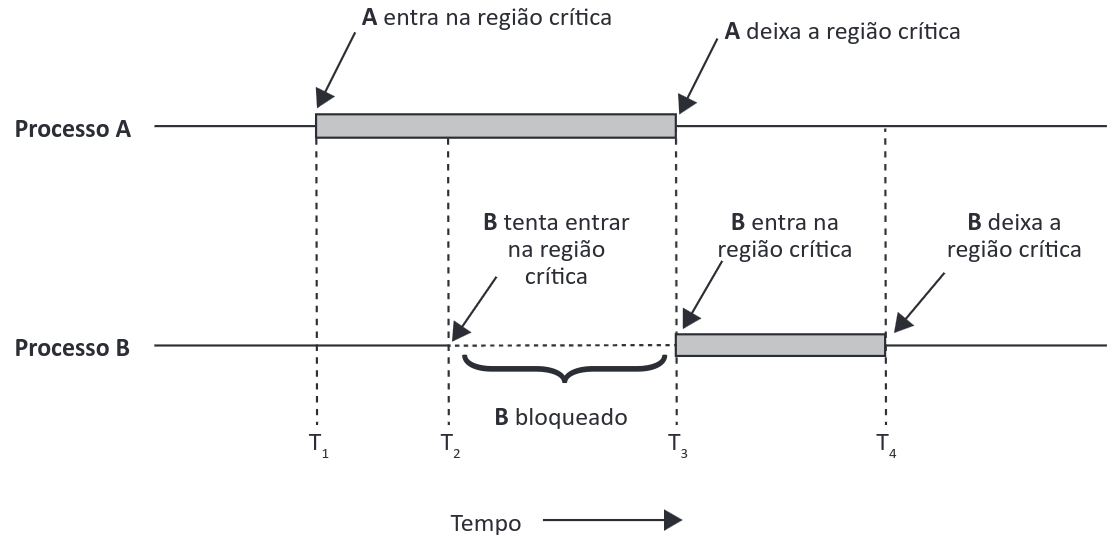 A entra na região crítica
A deixa a região crítica
Processo A
B tenta entrar
na região
crítica
B entra na
região crítica
B deixa a
região crítica
Processo B
B bloqueado
T1
T2
T3
T4
Tempo